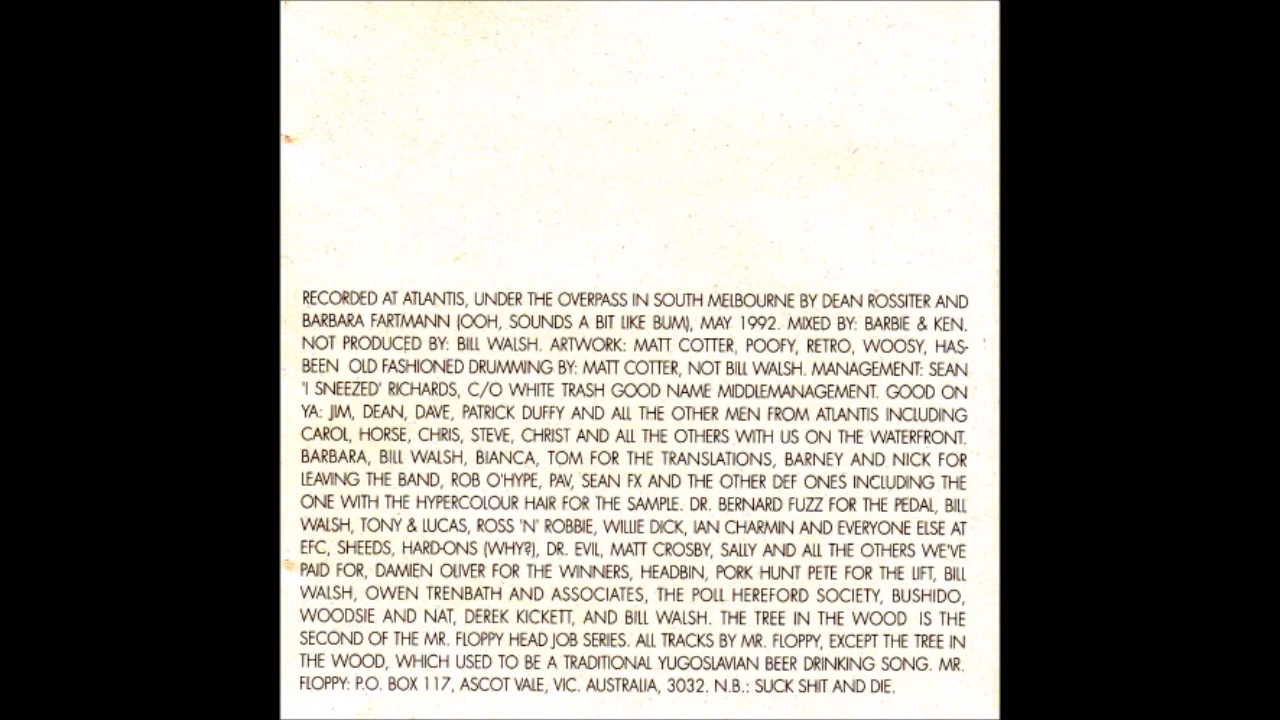 RECORDED AT ATLANTIS, UNDER THE OVERPASS IN SOUTH MELBOURNE BY DEAN ROSSITER AND
BARBARA FARTMANN (OOH, SOUNDS A BIT LIKE BUM), MAY 1992. MIXED BY: BARBIE & KEN.
NOT PRODUCED BY: BILL WALSH. ARTWORK: MATT COTTER, POOFY, RETRO, WOOSY, HAS-
BEEN OLD FASHIONED DRUMMING BY: MATT COTTER, NOT BILL WALSH. MANAGEMENT: SEAN
'I SNEEZED' RICHARDS, C/O WHITE TRASH GOOD NAME MIDDLEMANAGEMENT. GOOD ON
YA: JIM, DEAN, DAVE, PATRICK DUFFY AND ALL THE OTHER MEN FROM ATLANTIS INCLUDING
CAROL, HORSE, CHRIS, STEVE, CHRIST AND ALL THE OTHERS WITH US ON THE WATERFRONT.
BARBARA, BILL WALSH, BIANCA, TOM FOR THE TRANSLATIONS, BARNEY AND NICK FOR
LEAVING THE BAND, ROB O'HYPE, PAV, SEAN FX AND THE OTHER DEF ONES INCLUDING THE
ONE WITH THE HYPERCOLOUR HAIR FOR THE SAMPLE. DR. BERNARD FUZZ FOR THE PEDAL, BILL
WALSH, TONY & LUCAS, ROSS 'N' ROBBIE, WILLIE DICK, IAN CHARMIN AND EVERYONE ELSE AT
EFC, SHEEDS, HARD-ONS (WHY?), DR. EVIL, MATT CROSBY, SALLY AND ALL THE OTHERS WE'VE
PAID FOR, DAMIEN OLIVER FOR THE WINNERS, HEADBIN, PORK HUNT PETE FOR THE LIFT, BILL
WALSH, OWEN TRENBATH AND ASSOCIATES, THE POLL HEREFORD SOCIETY, BUSHIDO,
WOODSIE AND NAT, DEREK KICKETT, AND BILL WALSH. THE TREE IN THE WOOD IS THE
SECOND OF THE MR. FLOPPY HEAD JOB SERIES. ALL TRACKS BY MR. FLOPPY, EXCEPT THE TREE IN
THE WOOD, WHICH USED TO BE A TRADITIONAL YUGOSLAVIAN BEER DRINKING SONG. MR.
FLOPPY: P.O. BOX 117, ASCOT VALE, VIC. AUSTRALIA, 3032. N.B.: SUCK SHIT AND DIE.